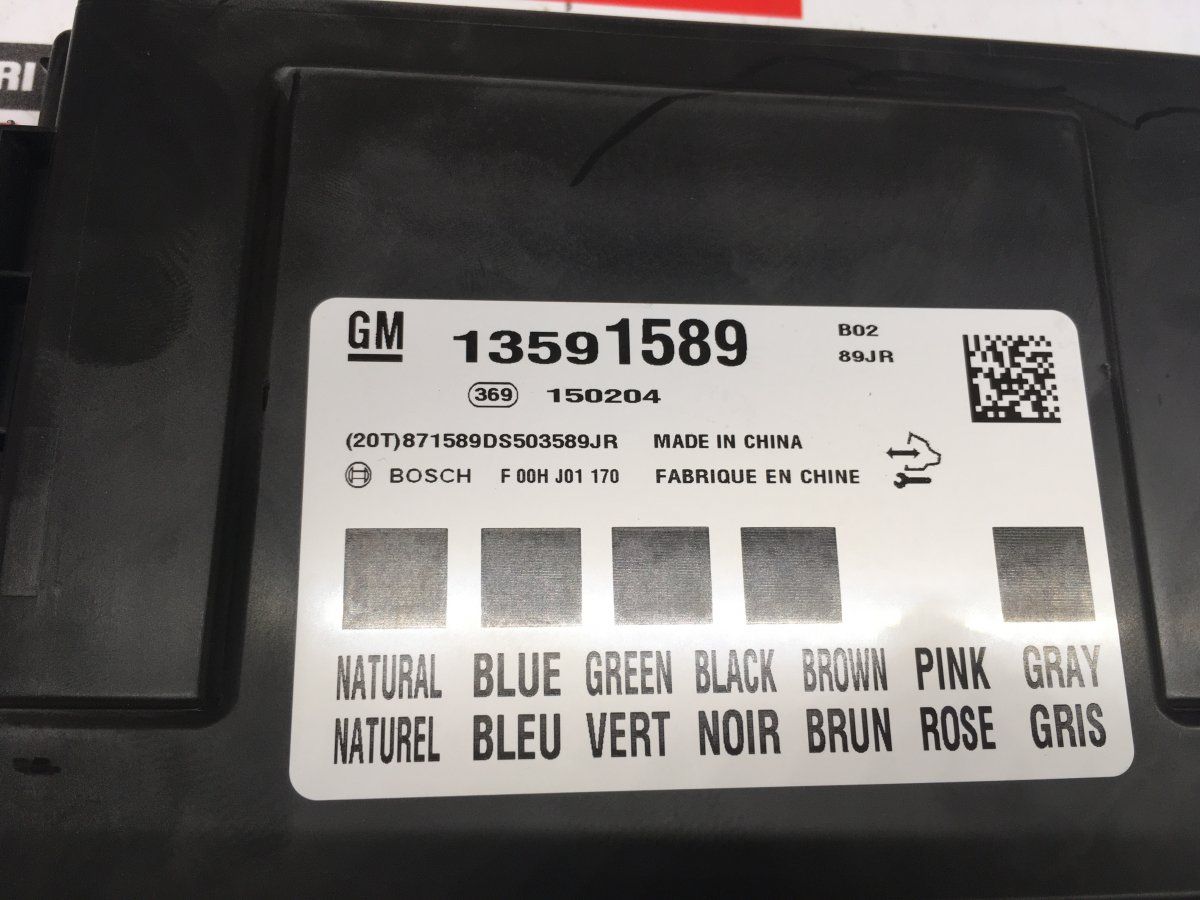 RI
GM 13591589 B02
89JR
369 150204
(20T)871589DS503589JR MADE IN CHINA
BOSCH F 00H J01 170 FABRIQUE EN CHINE
NATURAL BLUE GREEN BLACK BROWN PINK GRAY
NATUREL BLEU VERT NOIR BRUN ROSE GRIS